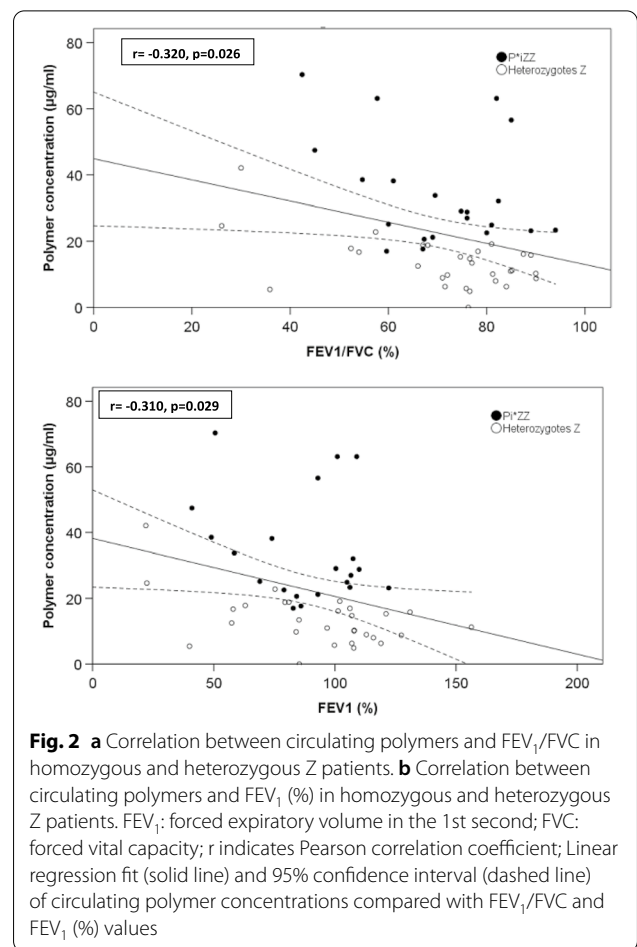 r= -0.320, p=0.026
P*iZZ
Heterozygotes Z
Polymer concentration (µg/ml)
80
60
40
20
0
0 20 40 60 80 100
FEV1/FVC (%)
r= -0.310, p=0.029
Pi*ZZ
Heterozygotes Z
Polymer concentration (µg/ml)
80
60
40
20
0
0 50 100 150 200
FEV1 (%)
Fig. 2 a Correlation between circulating polymers and FEV₁/FVC in
homozygous and heterozygous Z patients. b Correlation between
circulating polymers and FEV₁ (%) in homozygous and heterozygous
Z patients. FEV₁: forced expiratory volume in the 1st second; FVC:
forced vital capacity; r indicates Pearson correlation coefficient; Linear
regression fit (solid line) and 95% confidence interval (dashed line)
of circulating polymer concentrations compared with FEV₁/FVC and
FEV₁ (%) values